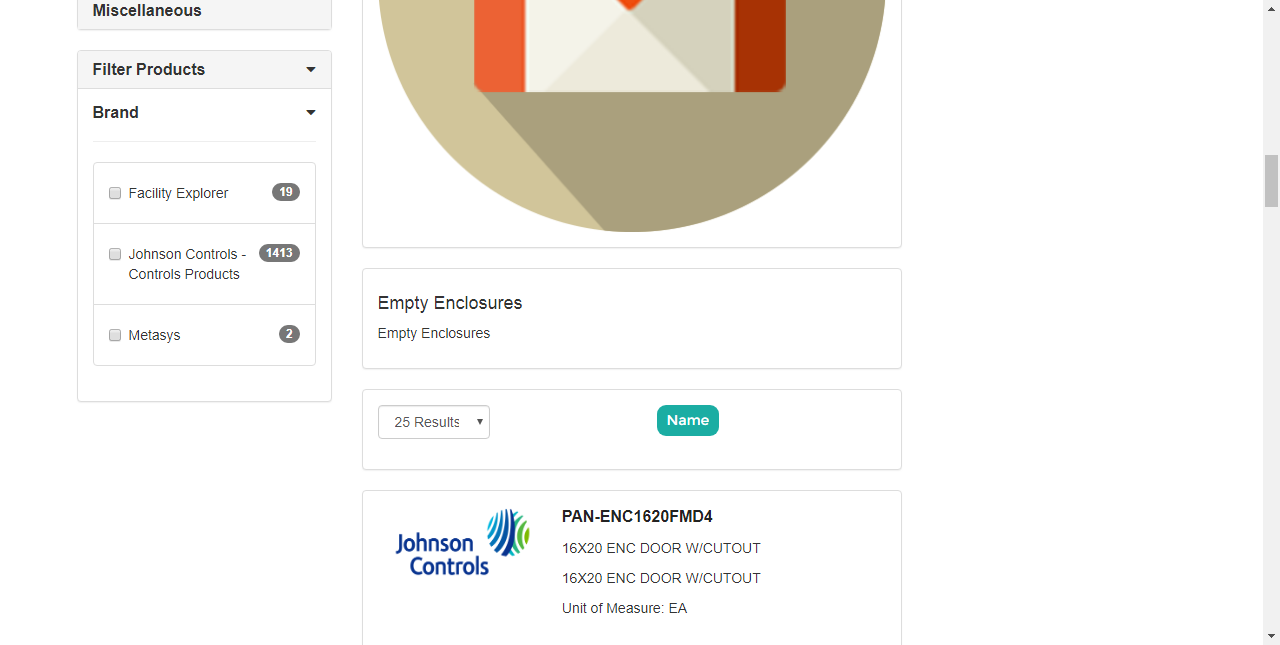 Miscellaneous
Filter Products
Brand
Facility Explorer 19
Johnson Controls - 1413
Controls Products
Metasys 2
Empty Enclosures
Empty Enclosures
25 Results
Name
Johnson
Controls
PAN-ENC1620FMD4
16X20 ENC DOOR W/CUTOUT
16X20 ENC DOOR W/CUTOUT
Unit of Measure: EA